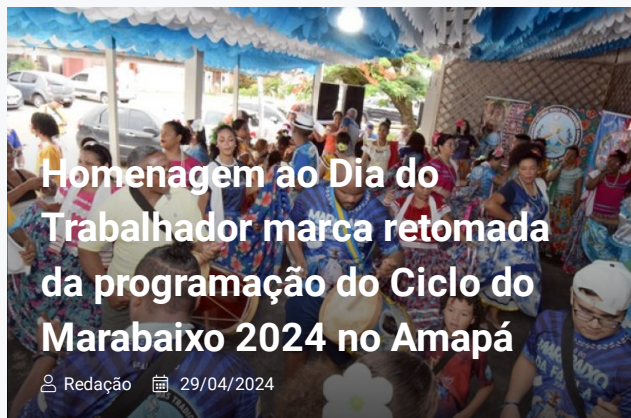 Homenagem ao Dia do
Trabalhador marca retomada
da programação do Ciclo do
Marabaixo 2024 no Amapá
Redação 29/04/2024